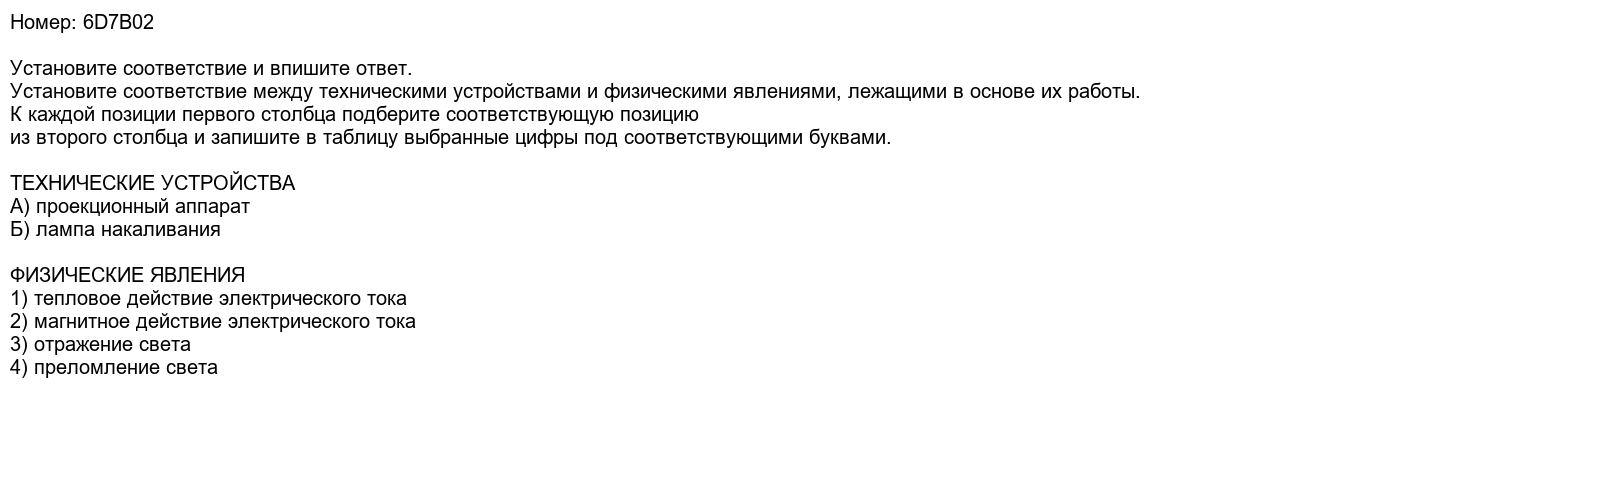 Номер: 6D7B02
Установите соответствие и впишите ответ.
Установите соответствие между техническими устройствами и физическими явлениями, лежащими в основе их работы.
К каждой позиции первого столбца подберите соответствующую позицию
из второго столбца и запишите в таблицу выбранные цифры под соответствующими буквами.
ТЕХНИЧЕСКИЕ УСТРОЙСТВА
А) проекционный аппарат
Б) лампа накаливания
ФИЗИЧЕСКИЕ ЯВЛЕНИЯ
1) тепловое действие электрического тока
2) магнитное действие электрического тока
3) отражение света
4) преломление света